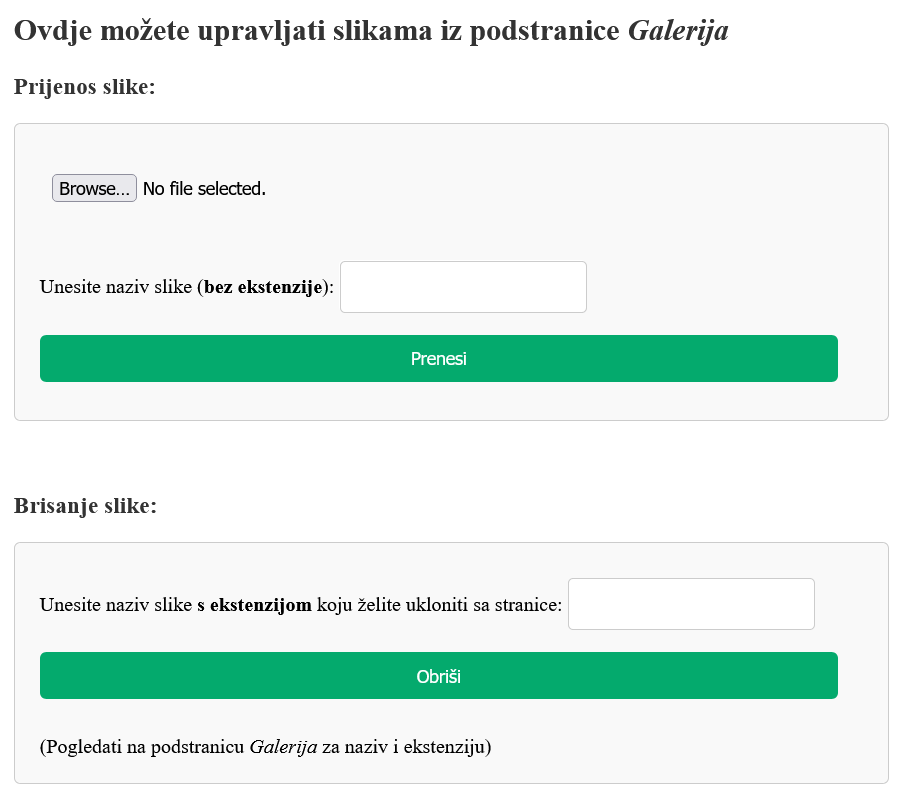 Ovdje možete upravljati slikama iz podstranice Galerija
Prijenos slike:
Browse... No file selected.
Unesite naziv slike (bez ekstenzije):
Prenesi
Brisanje slike:
Unesite naziv slike s ekstenzijom koju želite ukloniti sa stranice:
Obriši
(Pogledati na podstranicu Galerija za naziv i ekstenziju)